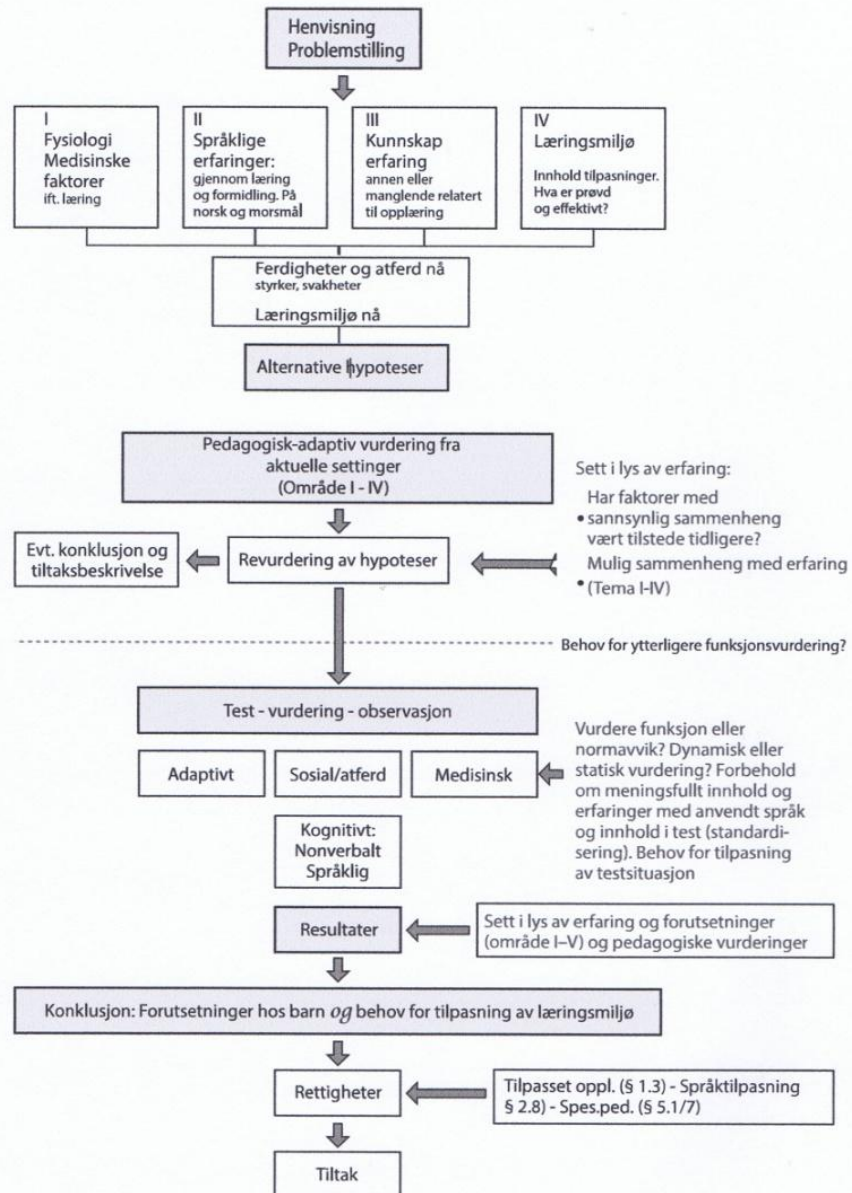 Henvisning
Problemstilling
I
Fysiologi
Medisinske
faktorer
ift. læring
II
Språklige
erfaringer:
gjennom læring
og formidling. På
norsk og morsmål
III
Kunnskap
erfaring
annen eller
manglende relatert
til opplæring
IV
Læringsmiljø
Innhold tilpasninger.
Hva er prøvd
og effektivt?
Ferdigheter og atferd nå
styrker, svakheter
Læringsmiljø nå
Alternative hypoteser
Pedagogisk-adaptiv vurdering fra
aktuelle settinger
(Område I - IV)
Sett i lys av erfaring:
Har faktorer med
• sannsynlig sammenheng
vært tilstede tidligere?
Mulig sammenheng med erfaring
• (Tema I-IV)
Evt. konklusjon og
tiltaksbeskrivelse
Revurdering av hypoteser
Behov for ytterligere funksjonsvurdering?
Test - vurdering - observasjon
Adaptivt
Sosial/atferd
Medisinsk
Vurdere funksjon eller
normavvik? Dynamisk eller
statisk vurdering? Forbehold
om meningsfullt innhold og
erfaringer med anvendt språk
og innhold i test (standardi-
sering). Behov for tilpasning
av testsituasjon
Kognitivt:
Nonverbalt
Språklig
Resultater
Sett i lys av erfaring og forutsetninger
(område I–V) og pedagogiske vurderinger
Konklusjon: Forutsetninger hos barn og behov for tilpasning av læringsmiljø
Rettigheter
Tilpasset oppl. (§ 1.3) - Språktilpasning
§ 2.8) - Spes.ped. (§ 5.1/7)
Tiltak